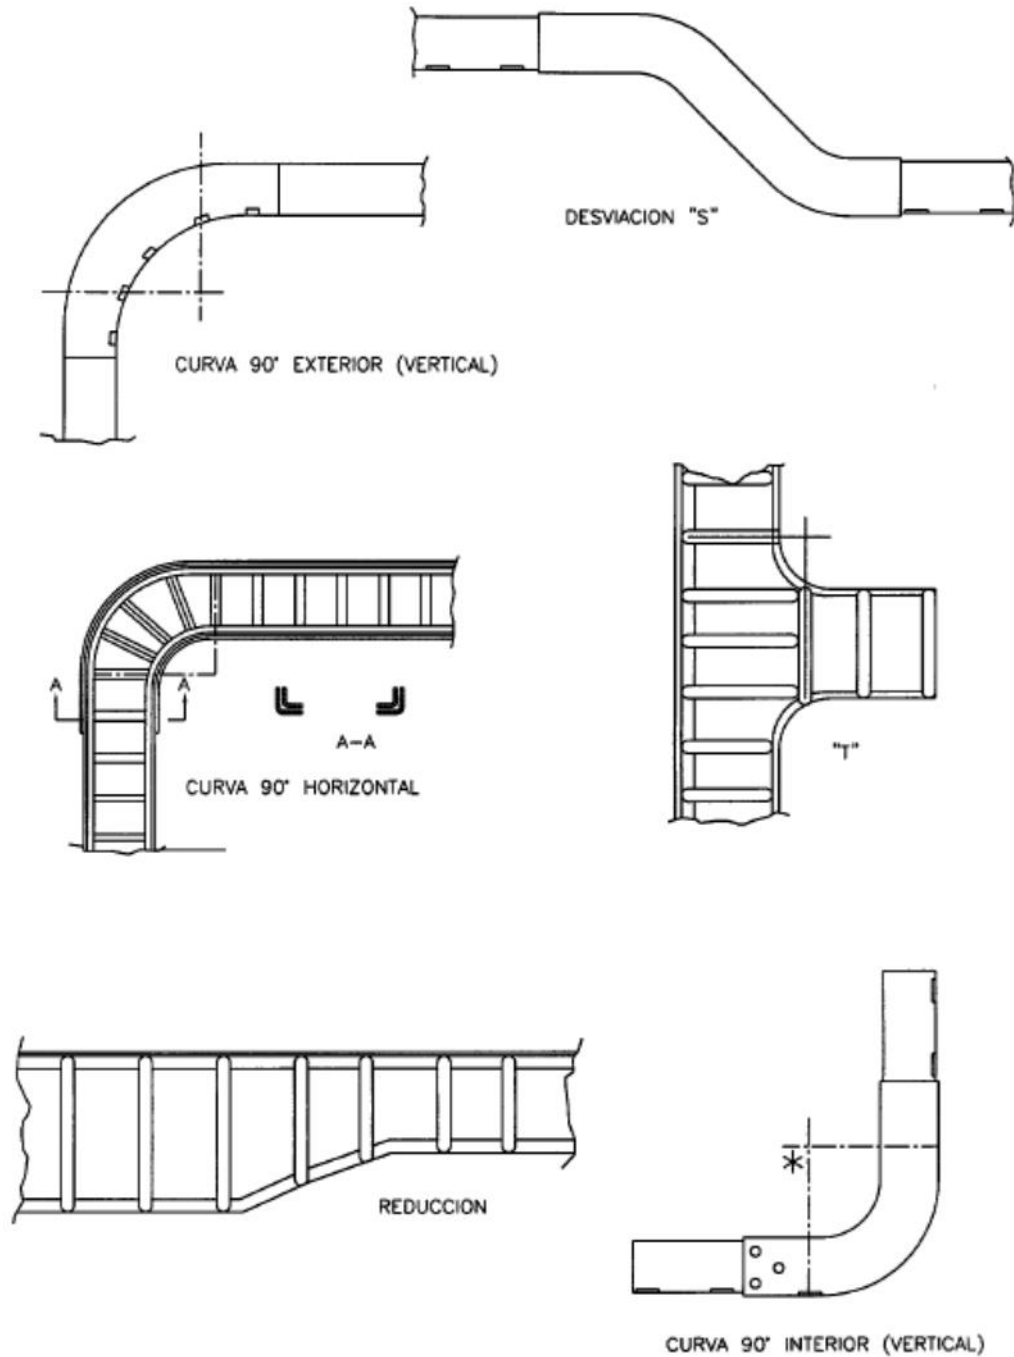 DESVIACION "S"
CURVA 90° EXTERIOR (VERTICAL)
A A
A-A
CURVA 90° HORIZONTAL
"T"
REDUCCION
CURVA 90° INTERIOR (VERTICAL)